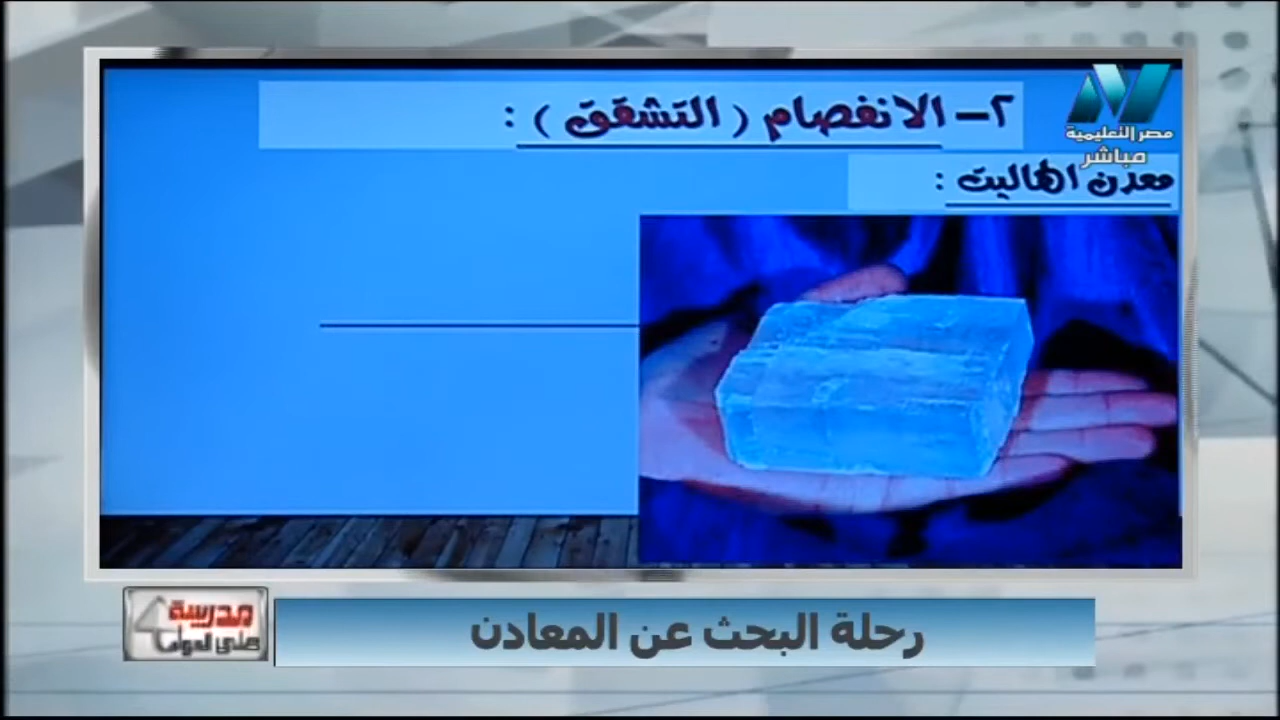 ٢- الانفصام ( التشقق ) :
مصر التعليمية
مباشر
معدن الهاليت :
مدرسة
على الهواء
رحلة البحث عن المعادن